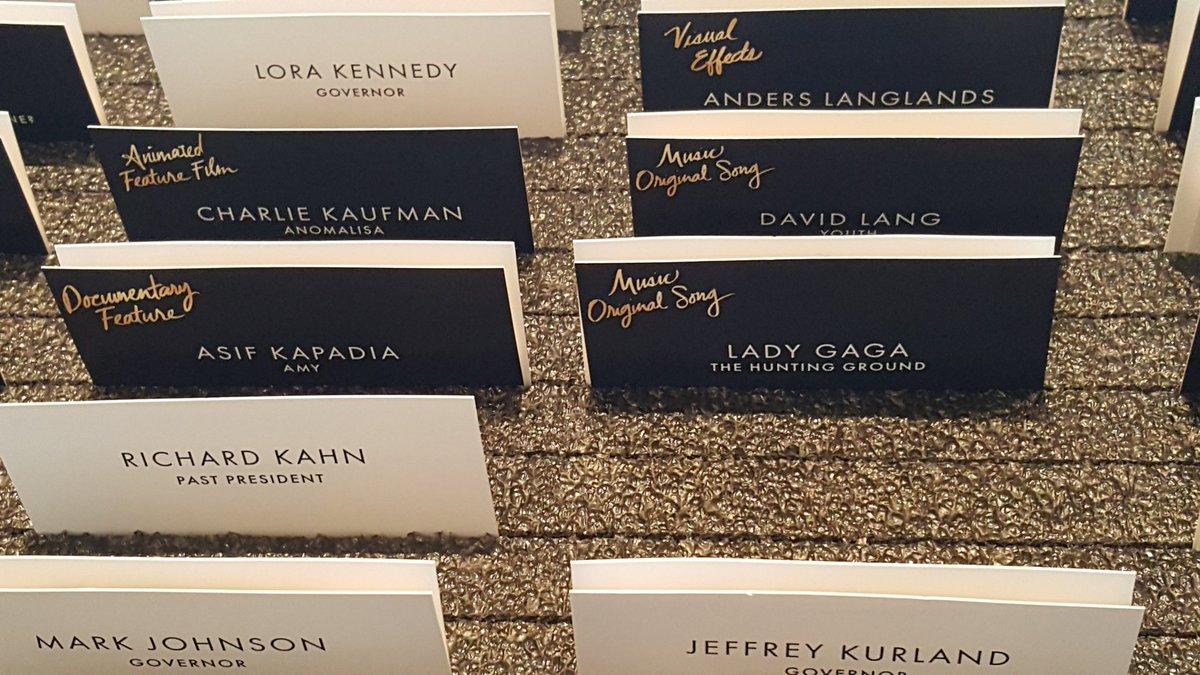 LORA KENNEDY
GOVERNOR
Visual
Effects
ANDERS LANGLANDS
Animated
Feature Film
CHARLIE KAUFMAN
ANOMALISA
Music
Original Song
DAVID LANG
YOUTH
Documentary
Feature
ASIF KAPADIA
AMY
Music
Original Song
LADY GAGA
THE HUNTING GROUND
RICHARD KAHN
PAST PRESIDENT
MARK JOHNSON
GOVERNOR
JEFFREY KURLAND
GOVERNOR